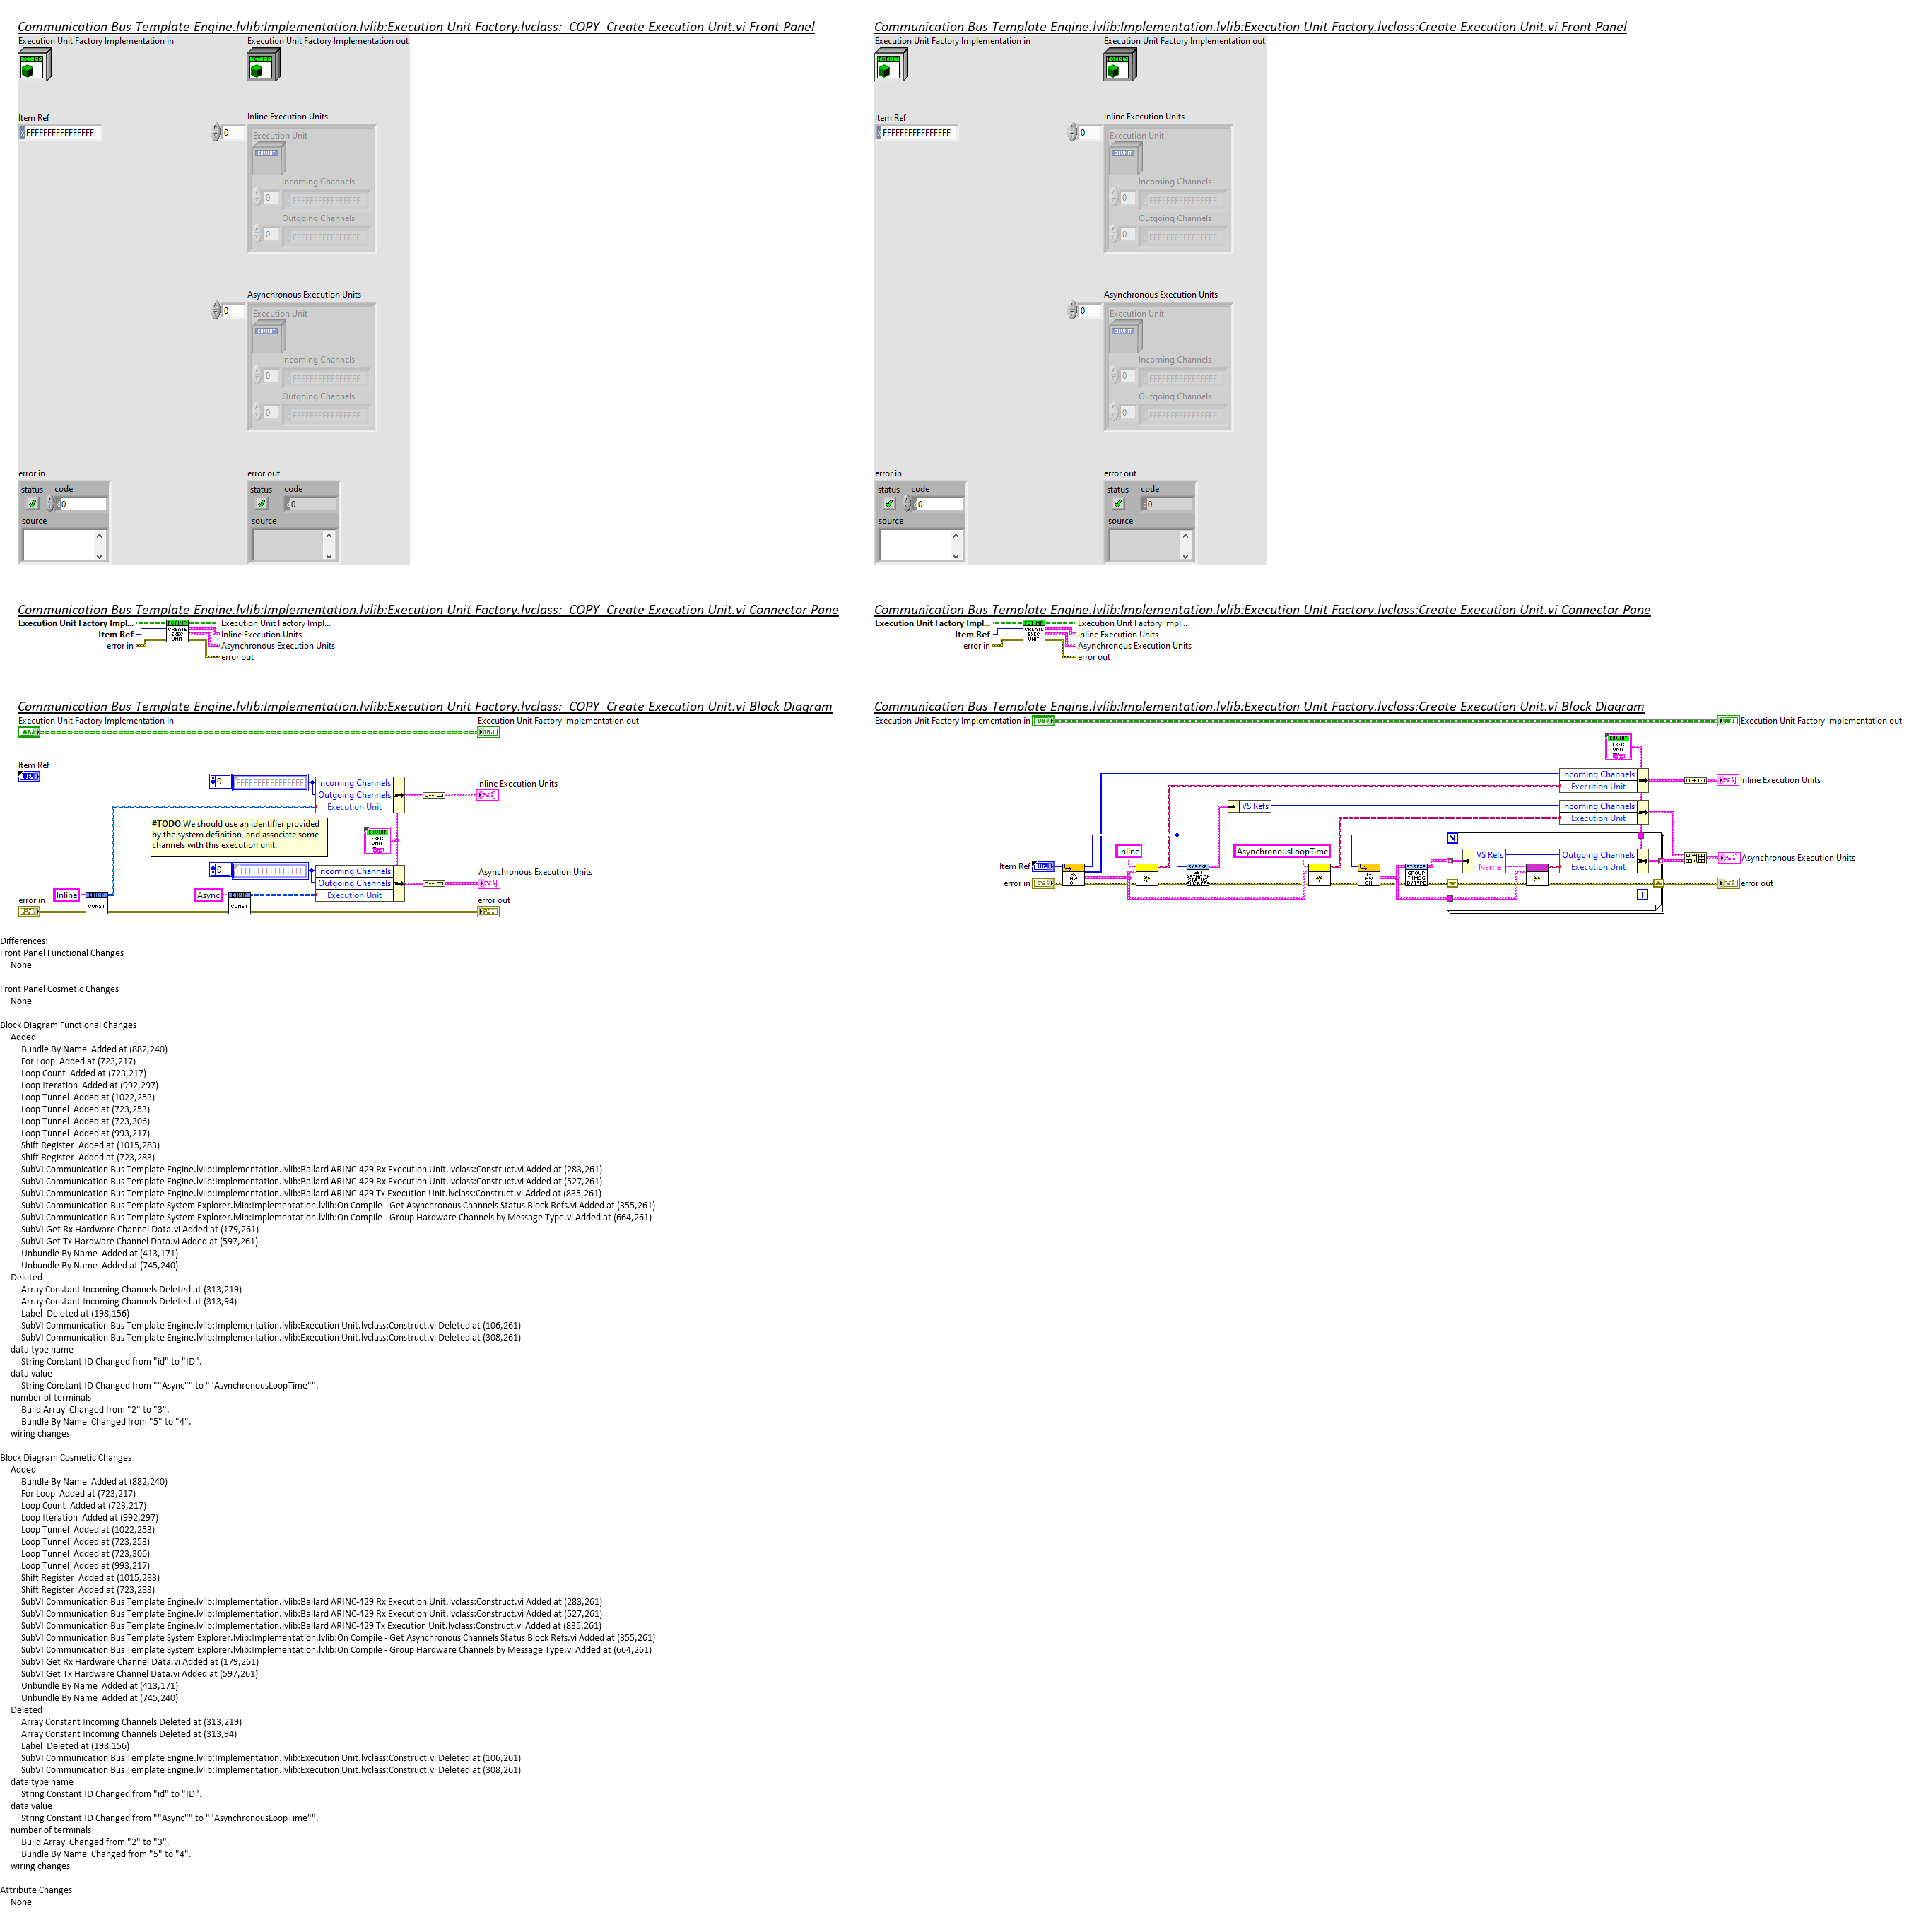 Communication Bus Template Engine.lvlib:Implementation.lvlib:Execution Unit Factory.lvclass:_COPY_Create Execution Unit.vi Front Panel
Execution Unit Factory Implementation in
Execution Unit Factory Implementation out
Item Ref
FFFFFFFFFFFFFFFF
Inline Execution Units
0
Execution Unit
EXUNIT
Incoming Channels
0
FFFFFFFFFFFFFFFF
Outgoing Channels
0
FFFFFFFFFFFFFFFF
Asynchronous Execution Units
0
Execution Unit
EXUNIT
Incoming Channels
0
FFFFFFFFFFFFFFFF
Outgoing Channels
0
FFFFFFFFFFFFFFFF
error in
status code
0
source
error out
status code
0
source
Communication Bus Template Engine.lvlib:Implementation.lvlib:Execution Unit Factory.lvclass:Create Execution Unit.vi Front Panel
Execution Unit Factory Implementation in
Execution Unit Factory Implementation out
Item Ref
FFFFFFFFFFFFFFFF
Inline Execution Units
0
Execution Unit
EXUNIT
Incoming Channels
0
FFFFFFFFFFFFFFFF
Outgoing Channels
0
FFFFFFFFFFFFFFFF
Asynchronous Execution Units
0
Execution Unit
EXUNIT
Incoming Channels
0
FFFFFFFFFFFFFFFF
Outgoing Channels
0
FFFFFFFFFFFFFFFF
error in
status code
0
source
error out
status code
0
source
Communication Bus Template Engine.lvlib:Implementation.lvlib:Execution Unit Factory.lvclass:_COPY_Create Execution Unit.vi Connector Pane
Execution Unit Factory Impl...
Item Ref
error in
CREATE
EXEC
UNIT
Execution Unit Factory Impl...
Inline Execution Units
Asynchronous Execution Units
error out
Communication Bus Template Engine.lvlib:Implementation.lvlib:Execution Unit Factory.lvclass:Create Execution Unit.vi Connector Pane
Execution Unit Factory Impl...
Item Ref
error in
CREATE
EXEC
UNIT
Execution Unit Factory Impl...
Inline Execution Units
Asynchronous Execution Units
error out
Communication Bus Template Engine.lvlib:Implementation.lvlib:Execution Unit Factory.lvclass:_COPY_Create Execution Unit.vi Block Diagram
Execution Unit Factory Implementation in
Execution Unit Factory Implementation out
OBJ
OBJ
Item Ref
0
FFFFFFFFFFFFFFFF
Incoming Channels
Outgoing Channels
Execution Unit
Inline Execution Units
#TODO We should use an identifier provided
by the system definition, and associate some
channels with this execution unit.
EXEC
UNIT
0
FFFFFFFFFFFFFFFF
Incoming Channels
Outgoing Channels
Execution Unit
Asynchronous Execution Units
Inline
CONST
Async
CONST
error in
error out
Communication Bus Template Engine.lvlib:Implementation.lvlib:Execution Unit Factory.lvclass:Create Execution Unit.vi Block Diagram
Execution Unit Factory Implementation in
OBJ
OBJ
Execution Unit Factory Implementation out
EXEC
UNIT
Incoming Channels
Execution Unit
Inline Execution Units
VS Refs
Incoming Channels
Execution Unit
N
Inline
AsynchronousLoopTime
VS Refs
Name
Outgoing Channels
Execution Unit
Asynchronous Execution Units
Item Ref
error in
GROUP
TX MSG
BY TYPE
error out
i
Differences:
Front Panel Functional Changes
None
Front Panel Cosmetic Changes
None
Block Diagram Functional Changes
Added
Bundle By Name  Added at (882,240)
For Loop  Added at (723,217)
Loop Count  Added at (723,217)
Loop Iteration  Added at (992,297)
Loop Tunnel  Added at (1022,253)
Loop Tunnel  Added at (723,253)
Loop Tunnel  Added at (723,306)
Loop Tunnel  Added at (993,217)
Shift Register  Added at (1015,283)
Shift Register  Added at (723,283)
SubVI Communication Bus Template Engine.lvlib:Implementation.lvlib:Ballard ARINC-429 Rx Execution Unit.lvclass:Construct.vi Added at (283,261)
SubVI Communication Bus Template Engine.lvlib:Implementation.lvlib:Ballard ARINC-429 Rx Execution Unit.lvclass:Construct.vi Added at (527,261)
SubVI Communication Bus Template Engine.lvlib:Implementation.lvlib:Ballard ARINC-429 Tx Execution Unit.lvclass:Construct.vi Added at (835,261)
SubVI Communication Bus Template System Explorer.lvlib:Implementation.lvlib:On Compile - Get Asynchronous Channels Status Block Refs.vi Added at (355,261)
SubVI Communication Bus Template System Explorer.lvlib:Implementation.lvlib:On Compile - Group Hardware Channels by Message Type.vi Added at (664,261)
SubVI Get Rx Hardware Channel Data.vi Added at (179,261)
SubVI Get Tx Hardware Channel Data.vi Added at (597,261)
Unbundle By Name  Added at (413,171)
Unbundle By Name  Added at (745,240)
Deleted
Array Constant Incoming Channels Deleted at (313,219)
Array Constant Incoming Channels Deleted at (313,94)
Label  Deleted at (198,156)
SubVI Communication Bus Template Engine.lvlib:Implementation.lvlib:Execution Unit.lvclass:Construct.vi Deleted at (106,261)
SubVI Communication Bus Template Engine.lvlib:Implementation.lvlib:Execution Unit.lvclass:Construct.vi Deleted at (308,261)
data type name
String Constant ID Changed from "id" to "ID".
data value
String Constant ID Changed from ""Async"" to ""AsynchronousLoopTime"".
number of terminals
Build Array  Changed from "2" to "3".
Bundle By Name  Changed from "5" to "4".
wiring changes
Block Diagram Cosmetic Changes
Added
Bundle By Name  Added at (882,240)
For Loop  Added at (723,217)
Loop Count  Added at (723,217)
Loop Iteration  Added at (992,297)
Loop Tunnel  Added at (1022,253)
Loop Tunnel  Added at (723,253)
Loop Tunnel  Added at (723,306)
Loop Tunnel  Added at (993,217)
Shift Register  Added at (1015,283)
Shift Register  Added at (723,283)
SubVI Communication Bus Template Engine.lvlib:Implementation.lvlib:Ballard ARINC-429 Rx Execution Unit.lvclass:Construct.vi Added at (283,261)
SubVI Communication Bus Template Engine.lvlib:Implementation.lvlib:Ballard ARINC-429 Rx Execution Unit.lvclass:Construct.vi Added at (527,261)
SubVI Communication Bus Template Engine.lvlib:Implementation.lvlib:Ballard ARINC-429 Tx Execution Unit.lvclass:Construct.vi Added at (835,261)
SubVI Communication Bus Template System Explorer.lvlib:Implementation.lvlib:On Compile - Get Asynchronous Channels Status Block Refs.vi Added at (355,261)
SubVI Communication Bus Template System Explorer.lvlib:Implementation.lvlib:On Compile - Group Hardware Channels by Message Type.vi Added at (664,261)
SubVI Get Rx Hardware Channel Data.vi Added at (179,261)
SubVI Get Tx Hardware Channel Data.vi Added at (597,261)
Unbundle By Name  Added at (413,171)
Unbundle By Name  Added at (745,240)
Deleted
Array Constant Incoming Channels Deleted at (313,219)
Array Constant Incoming Channels Deleted at (313,94)
Label  Deleted at (198,156)
SubVI Communication Bus Template Engine.lvlib:Implementation.lvlib:Execution Unit.lvclass:Construct.vi Deleted at (106,261)
SubVI Communication Bus Template Engine.lvlib:Implementation.lvlib:Execution Unit.lvclass:Construct.vi Deleted at (308,261)
data type name
String Constant ID Changed from "id" to "ID".
data value
String Constant ID Changed from ""Async"" to ""AsynchronousLoopTime"".
number of terminals
Build Array  Changed from "2" to "3".
Bundle By Name  Changed from "5" to "4".
wiring changes
Attribute Changes
None